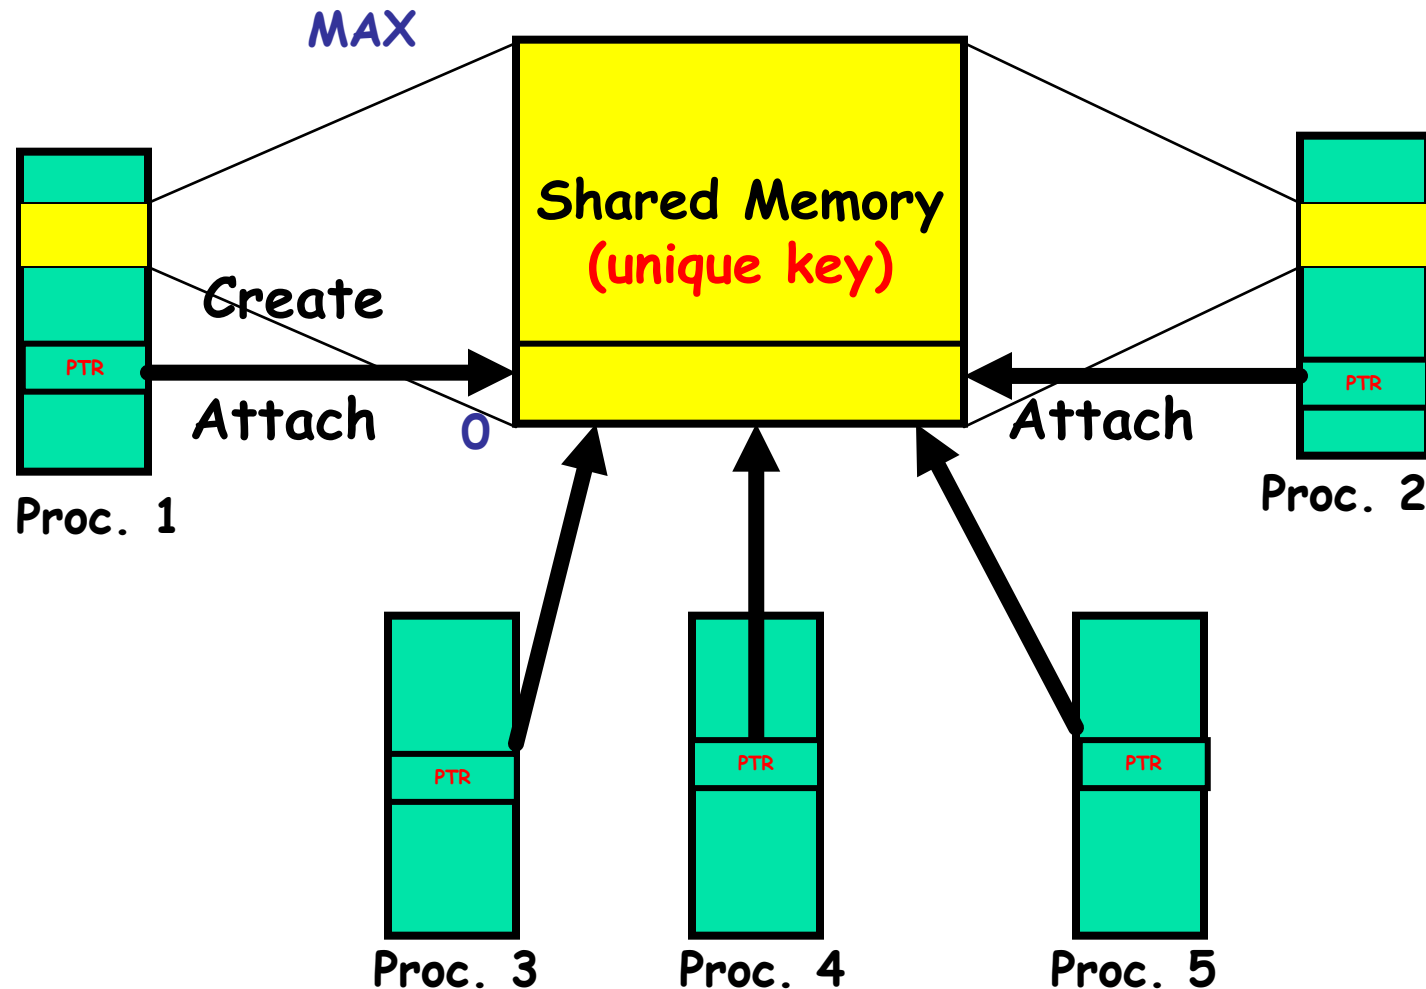 MAX
Shared Memory
(unique key)
Create
PTR
PTR
Attach
0
Attach
Proc. 1
Proc. 2
PTR
PTR
PTR
Proc. 3
Proc. 4
Proc. 5